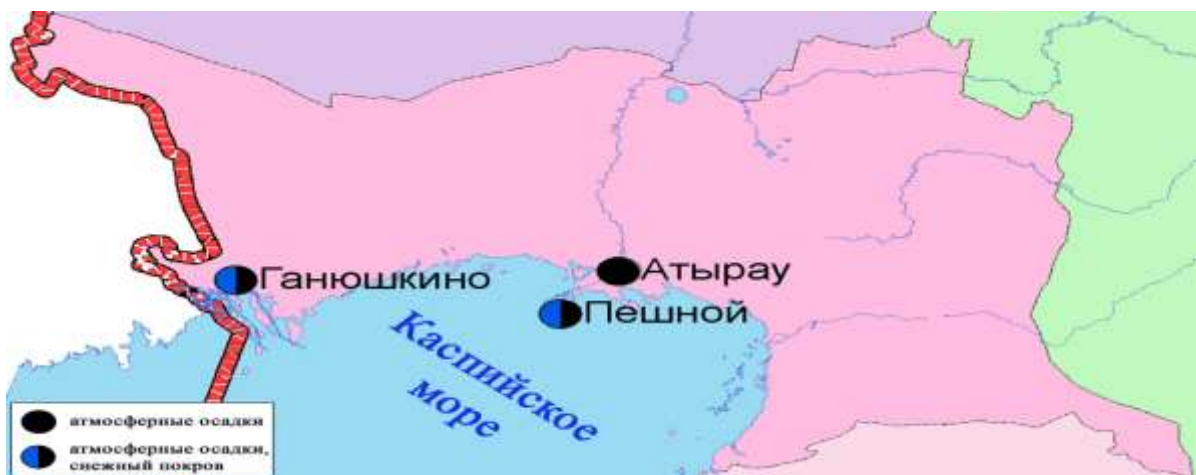 Ганюшкино
Атырау
Пешной
Каспийское
море
атмосферные осадки
атмосферные осадки,
снежный покров